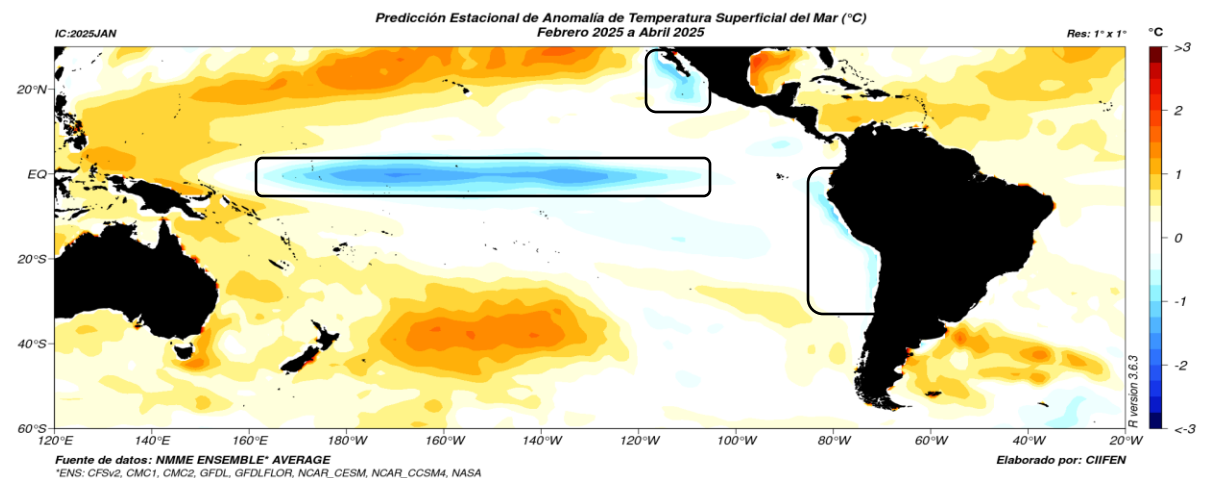 Predicción Estacional de Anomalía de Temperatura Superficial del Mar (°C)
IC:2025JAN
Febrero 2025 a Abril 2025
Res: 1° x 1°
°C
>3
2
1
0
-1
-2
<-3
20°N
EQ
20°S
40°S
60°S
120°E
140°E
160°E
180°W
160°W
140°W
120°W
100°W
80°W
60°W
40°W
20°W
R version 3.6.3
Fuente de datos: NMME ENSEMBLE* AVERAGE
Elaborado por: CIIFEN
*ENS: CFSv2, CMC1, CMC2, GFDL, GFDLFLOR, NCAR_CESM, NCAR_CCSM4, NASA